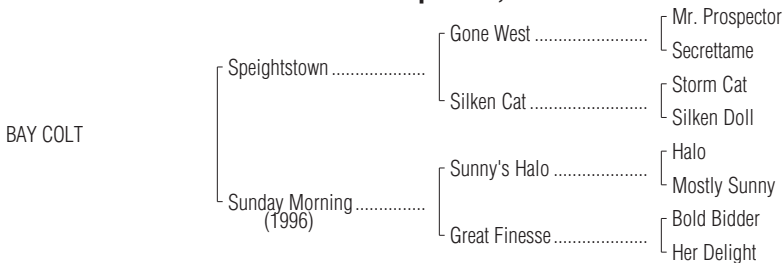 Mr. Prospector
Gone West ..........................
Secrettame
Speightstown .....................
Storm Cat
Silken Cat ...........................
Silken Doll
BAY COLT
Halo
Sunny's Halo .....................
Mostly Sunny
Sunday Morning ...............
(1996)
Bold Bidder
Great Finesse .....................
Her Delight